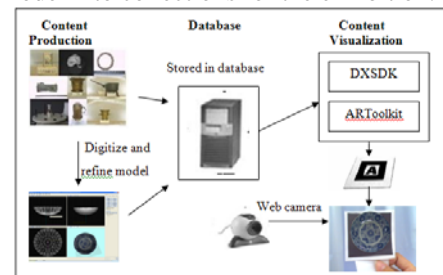 Content
Production
Database
Content
Visualization
Stored in database
DXSDK
ARToolkit
Digitize and
refine model
A
Web camera